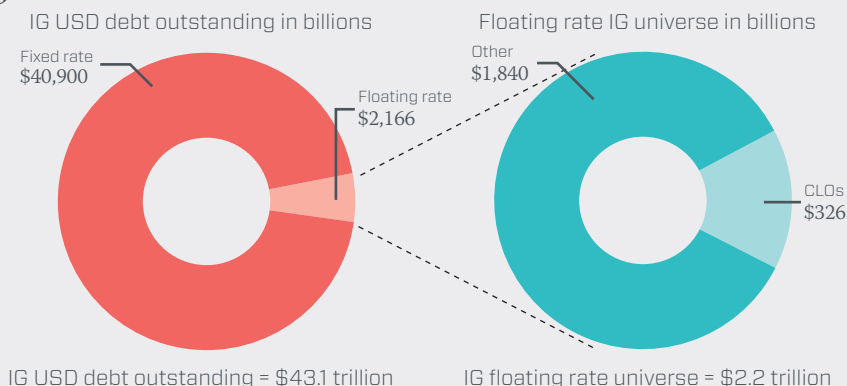 IG USD debt outstanding in billions
Fixed rate
$40,900
Floating rate
$2,166
IG USD debt outstanding = $43.1 trillion
Floating rate IG universe in billions
Other
$1,840
CLOs
$326
IG floating rate universe = $2.2 trillion